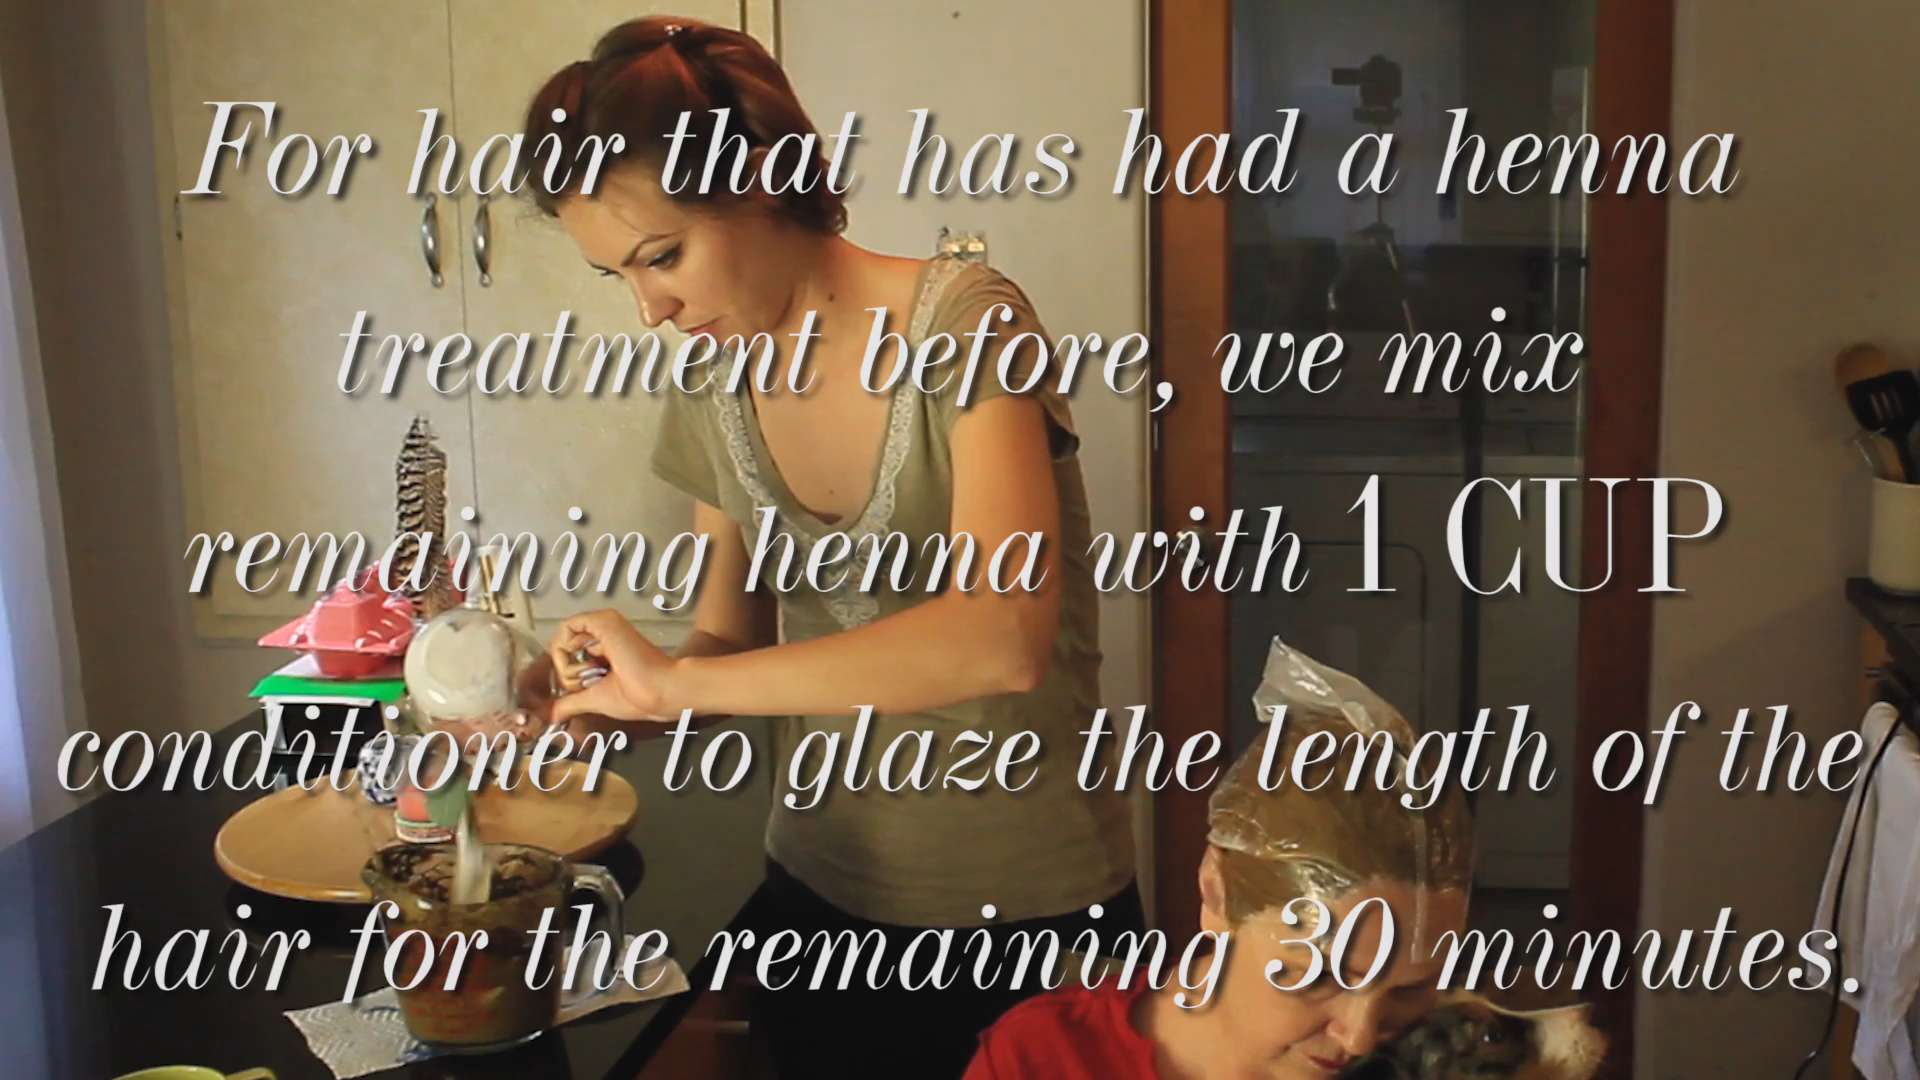 For hair that has had a henna
treatment before, we mix
remaining henna with 1 CUP
conditioner to glaze the length of the
hair for the remaining 30 minutes.